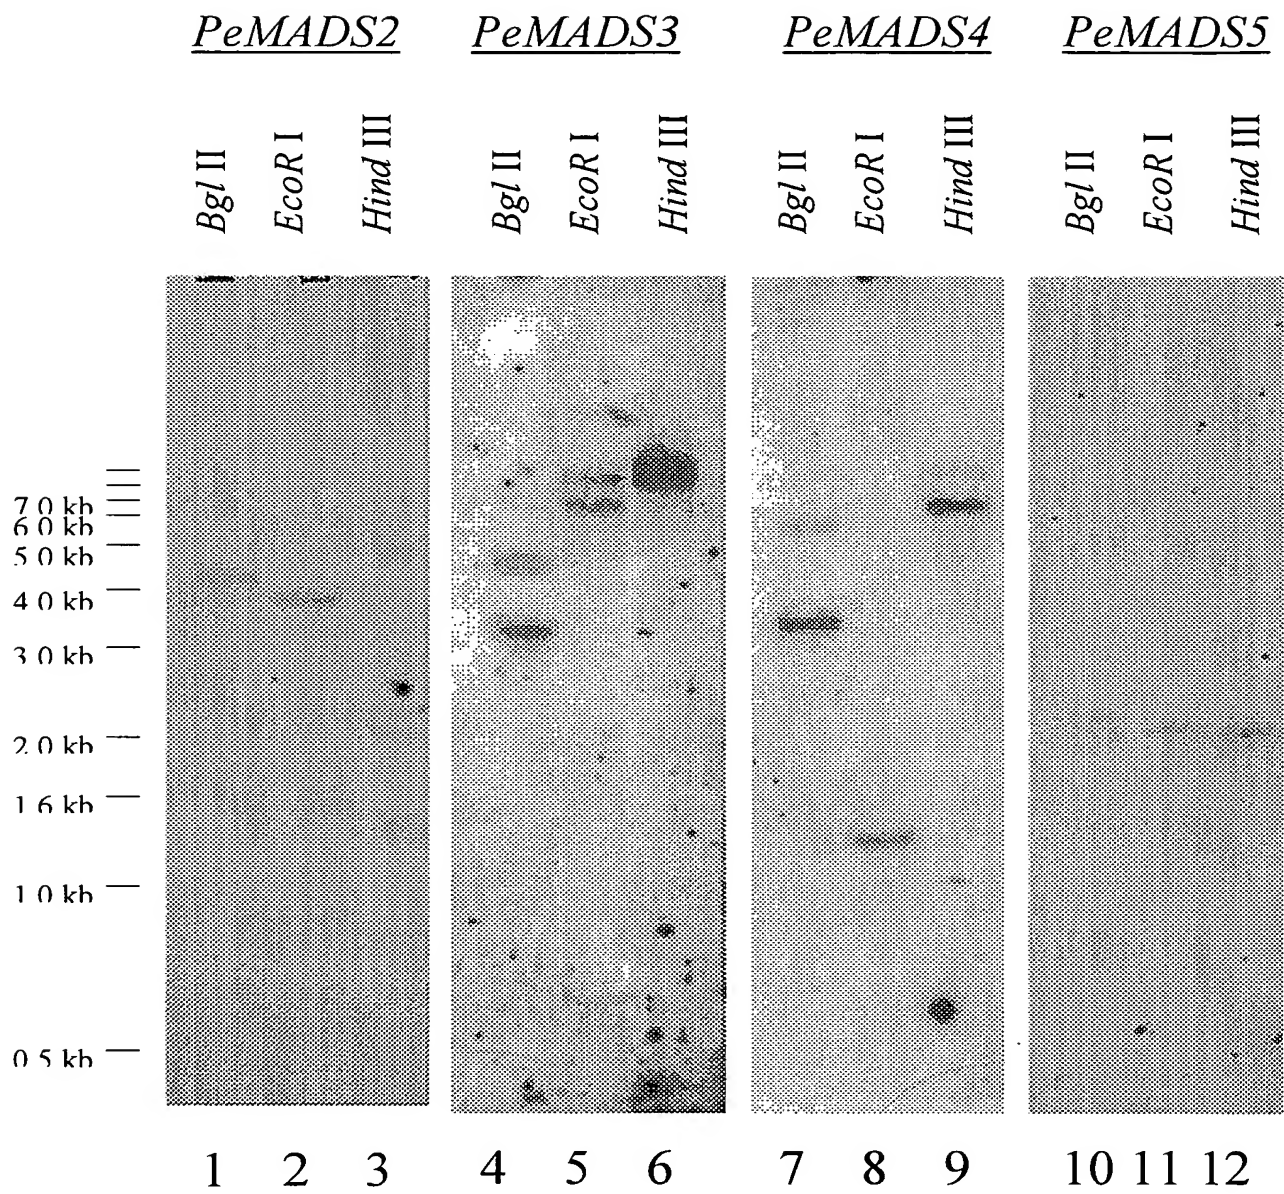 PeMADS2 PeMADS3 PeMADS4 PeMADS5
Bgl II EcoR I Hind III Bgl II EcoR I Hind III Bgl II EcoR I Hind III Bgl II EcoR I Hind III
7 0 kb
6 0 kb
5 0 kb
4 0 kb
3 0 kb
2 0 kb
1 6 kb
1 0 kb
0 5 kb
1 2 3 4 5 6 7 8 9 10 11 12